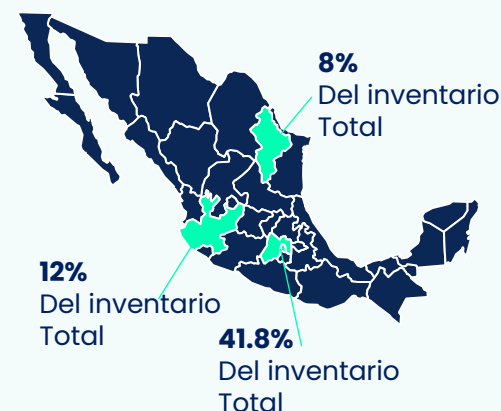 8%
Del inventario
Total
12%
Del inventario
Total
41.8%
Del inventario
Total